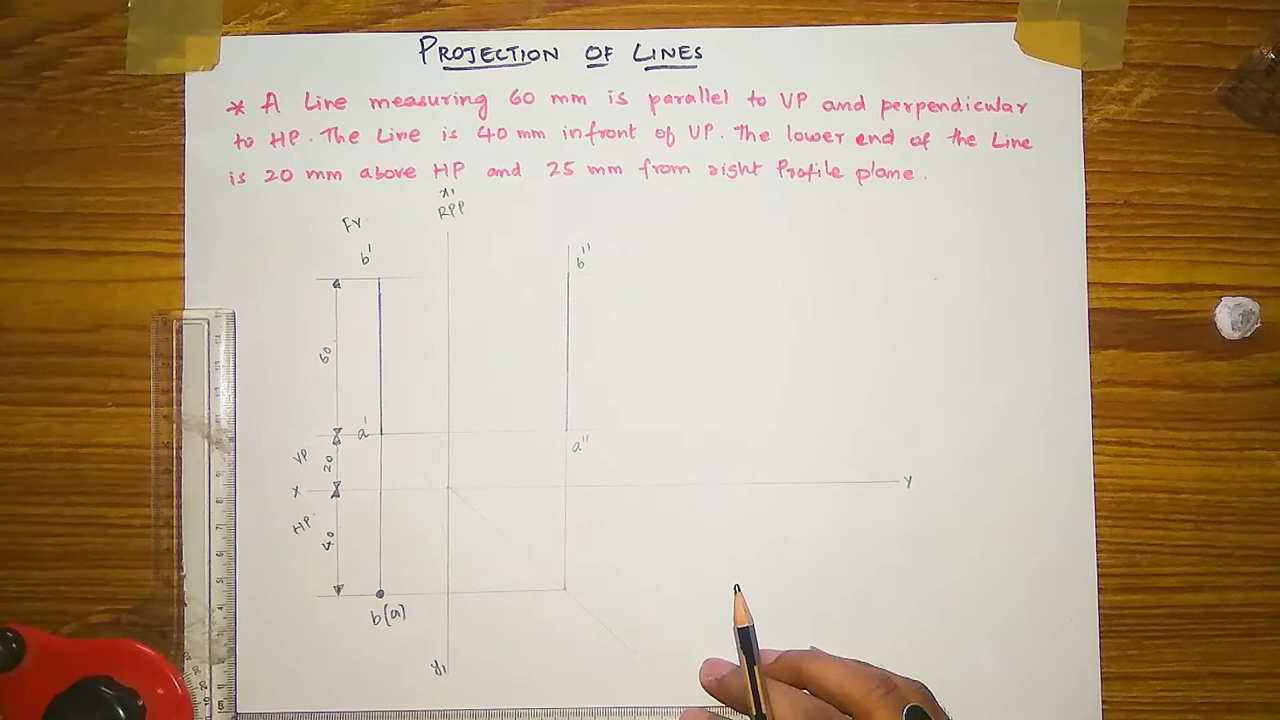 PROJECTION OF LINES
* A Line measuring 60 mm is parallel to VP and perpendicular
to HP. The Line is 40 mm infront of VP. The lower end of the Line
is 20 mm above HP and 25 mm from right Profile plane.
x1
RPP
FV
b'
b''
60
a'
a''
VP
20
X
Y
HP
40
b(a)
y1